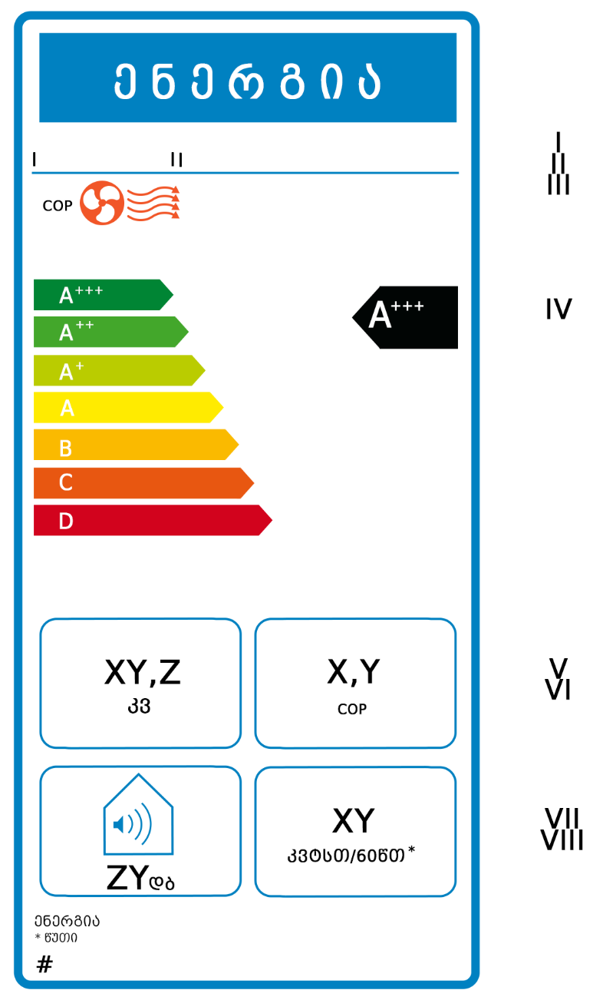 ენერგია
I II
I
II
III
COP
A+++
A++
A+
A
B
C
D
A+++
IV
XY,Z
კვ
X,Y
COP
V
VI
ZYდბ
XY
კვტსთ/60წთ*
VII
VIII
ენერგია
* წუთი
#